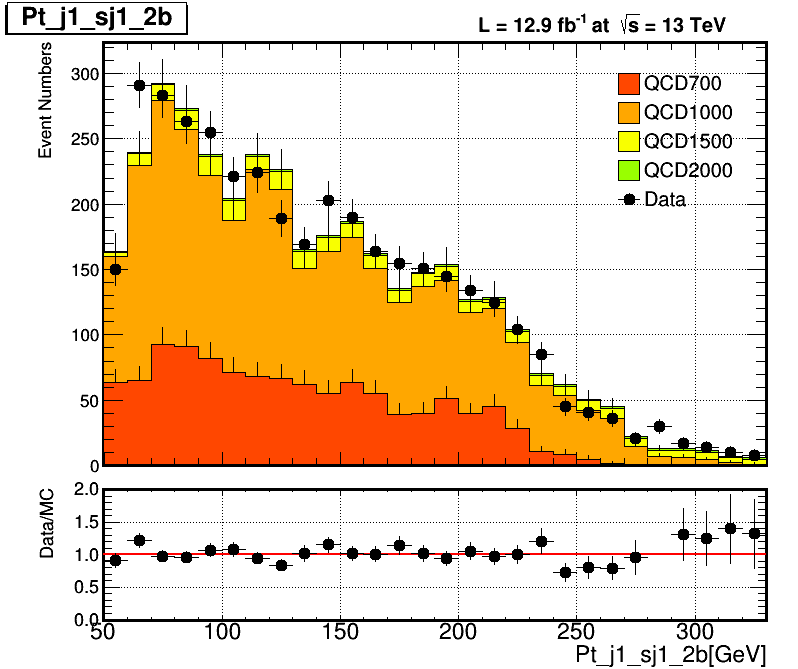 Pt_j1_sj1_2b
L = 12.9 fb⁻¹ at √s = 13 TeV
Event Numbers
300
250
200
150
100
50
0
QCD700
QCD1000
QCD1500
QCD2000
Data
Data/MC
2.0
1.5
1.0
0.5
0.0
50 100 150 200 250 300
Pt_j1_sj1_2b[GeV]